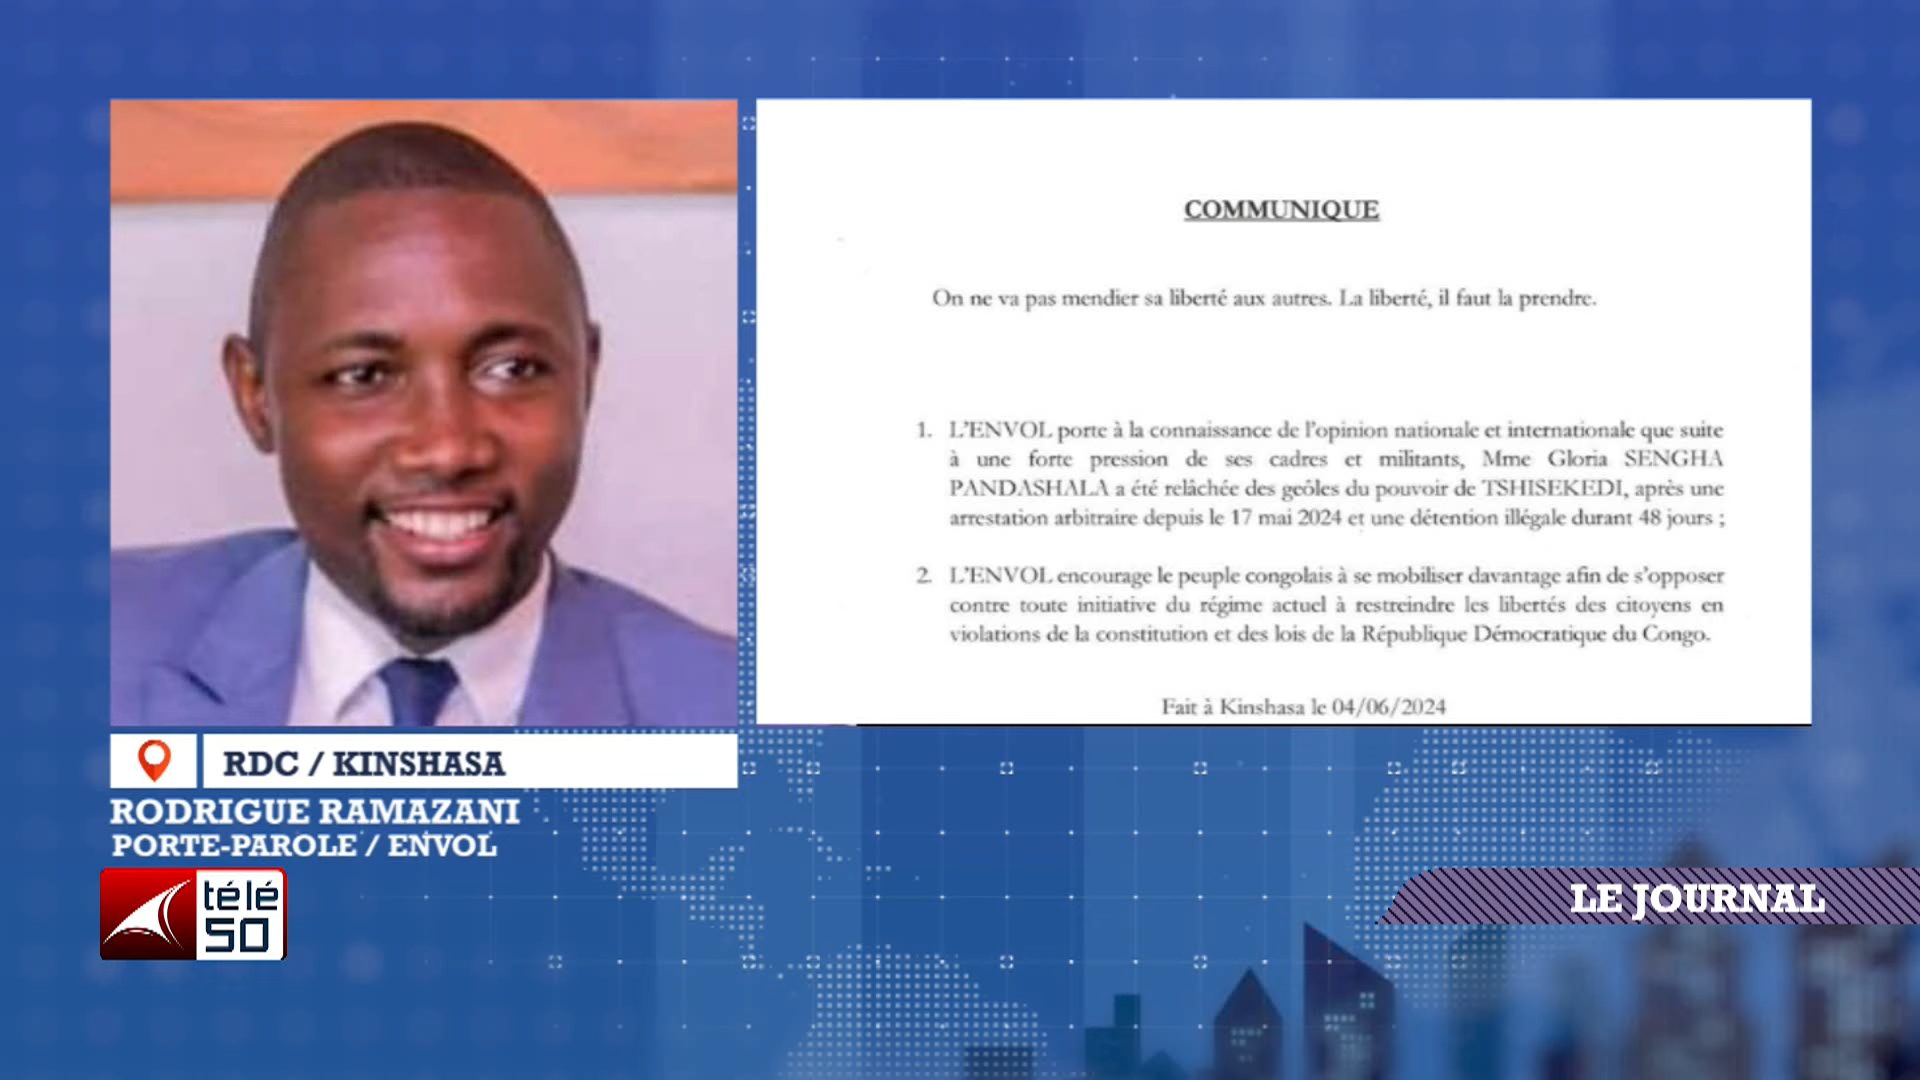 COMMUNIQUE
On ne va pas mendier sa liberté aux autres. La liberté, il faut la prendre.
1. L'ENVOL porte à la connaissance de l'opinion nationale et internationale que suite
à une forte pression de ses cadres et militants, Mme Gloria SENGHA
PANDASHALA a été relâchée des geôles du pouvoir de TSHISEKEDI, après une
arrestation arbitraire depuis le 17 mai 2024 et une détention illégale durant 48 jours ;
2. L'ENVOL encourage le peuple congolais à se mobiliser davantage afin de s'opposer
contre toute initiative du régime actuel à restreindre les libertés des citoyens en
violations de la constitution et des lois de la République Démocratique du Congo.
Fait à Kinshasa le 04/06/2024
RDC / KINSHASA
RODRIGUE RAMAZANI
PORTE-PAROLE / ENVOL
télé
50
LE JOURNAL